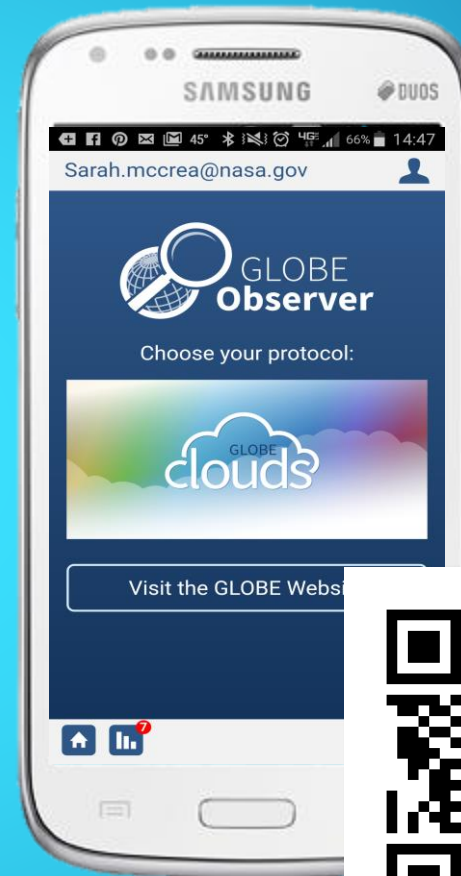 SAMSUNG DUOS
45° 4G 66% 14:47
Sarah.mccrea@nasa.gov
GLOBE
Observer
Choose your protocol:
GLOBE
clouds
Visit the GLOBE Websi
7